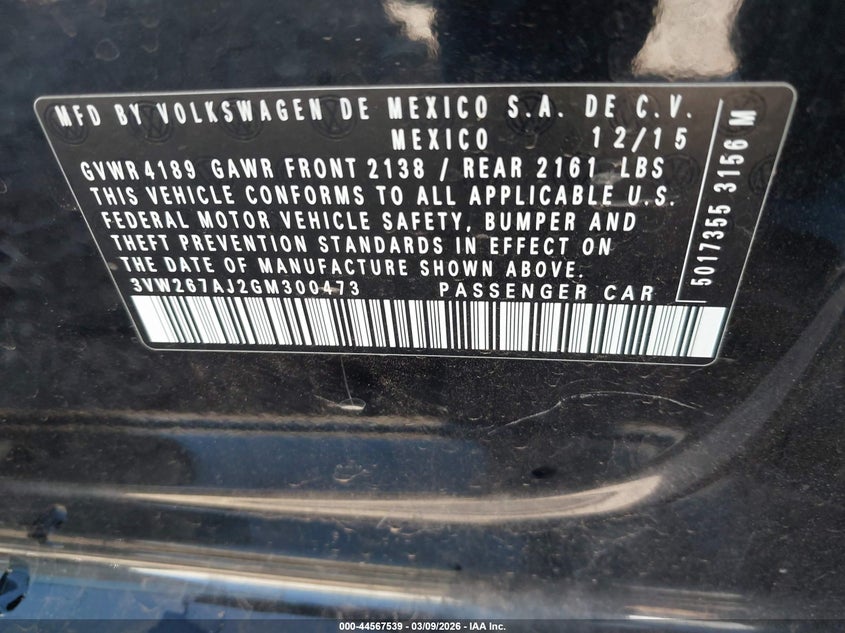 MFD BY VOLKSWAGEN DE MEXICO S.A. DE C.V.
MEXICO 12/15
GVWR 4189 GAWR FRONT 2138 / REAR 2161 LBS
THIS VEHICLE CONFORMS TO ALL APPLICABLE U.S.
FEDERAL MOTOR VEHICLE SAFETY, BUMPER AND
THEFT PREVENTION STANDARDS IN EFFECT ON
THE DATE OF MANUFACTURE SHOWN ABOVE.
3VW267AJ2GM300473 PASSENGER CAR
5017355 3156 M
000-44567539 - 03/09/2026 - IAA Inc.